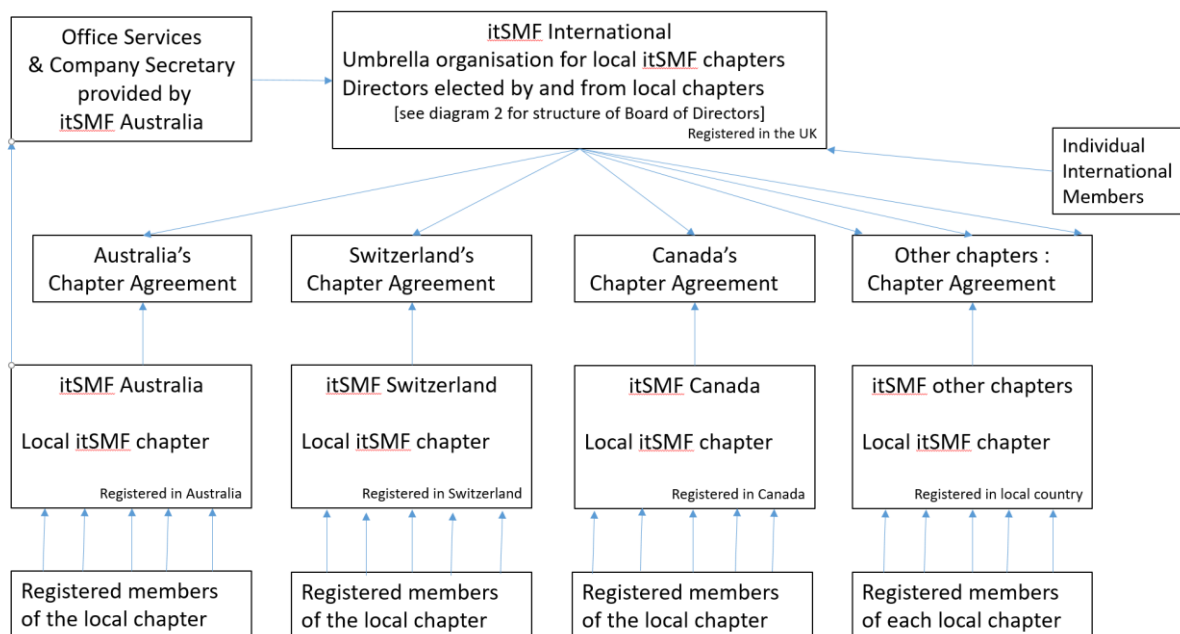 Office Services
& Company Secretary
provided by
itSMF Australia
itSMF International
Umbrella organisation for local itSMF chapters
Directors elected by and from local chapters
[see diagram 2 for structure of Board of Directors]
Registered in the UK
Individual
International
Members
Australia's
Chapter Agreement
Switzerland's
Chapter Agreement
Canada's
Chapter Agreement
Other chapters :
Chapter Agreement
itSMF Australia
Local itSMF chapter
Registered in Australia
itSMF Switzerland
Local itSMF chapter
Registered in Switzerland
itSMF Canada
Local itSMF chapter
Registered in Canada
itSMF other chapters
Local itSMF chapter
Registered in local country
Registered members
of the local chapter
Registered members
of the local chapter
Registered members
of the local chapter
Registered members
of each local chapter